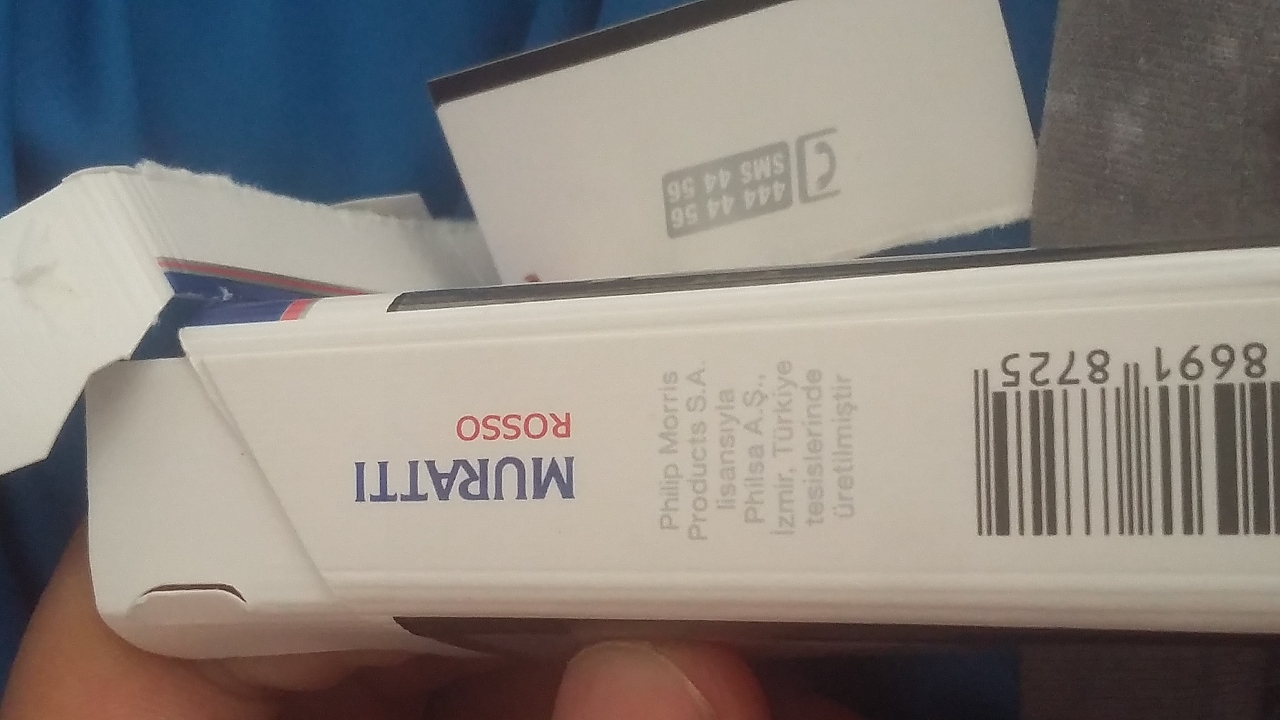 444 44 56
SMS 44 56
MURATTI
ROSSO
Philip Morris
Products S.A.
lisansıyla
Philsa A.Ş.,
İzmir, Türkiye
tesislerinde
üretilmiştir
8691 8725